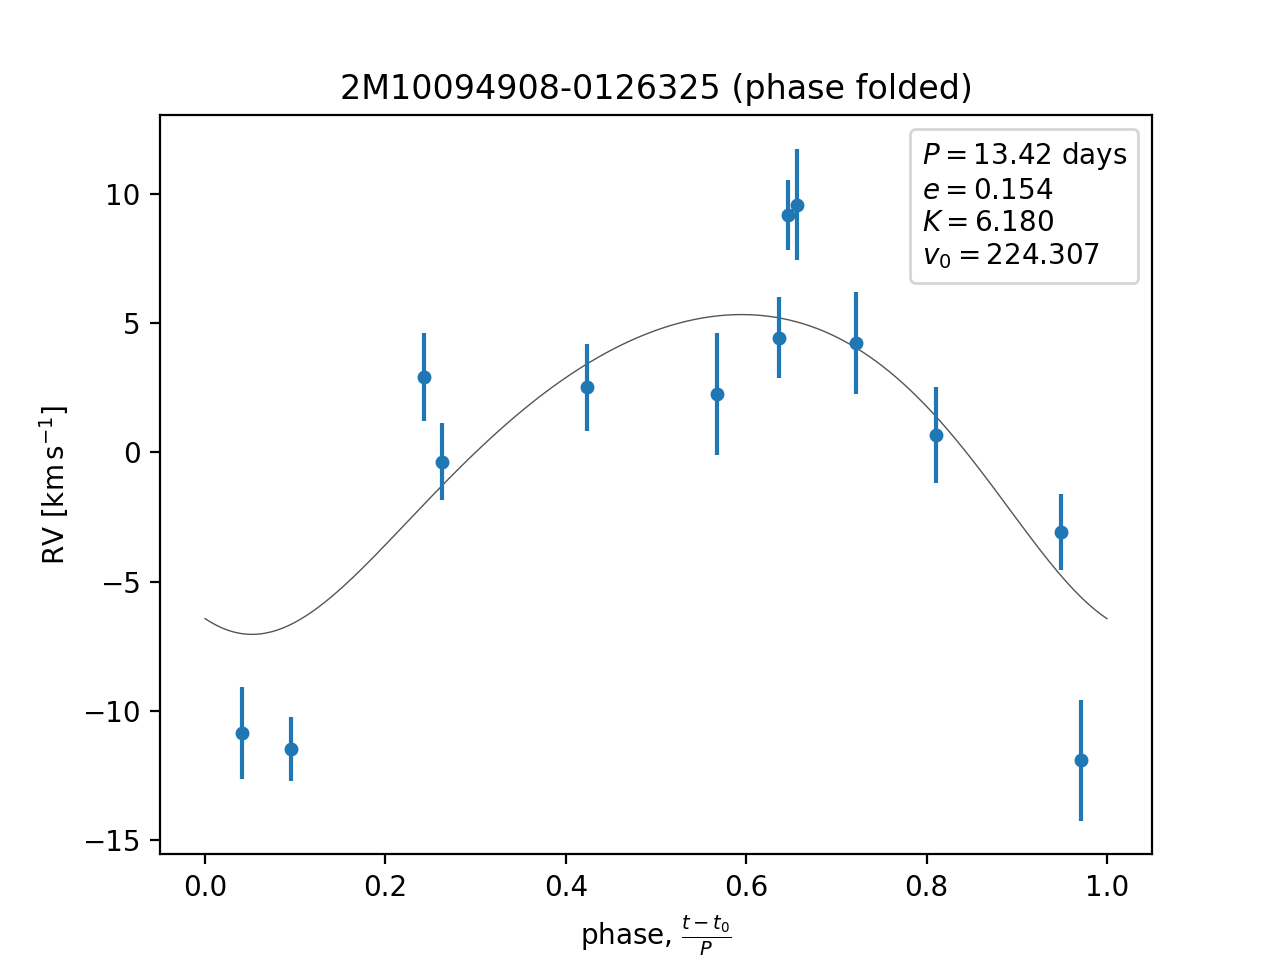 2M10094908-0126325 (phase folded)
P = 13.42 days
e = 0.154
K = 6.180
v₀ = 224.307
10
5
0
−5
−10
−15
RV [km s⁻¹]
0.0 0.2 0.4 0.6 0.8 1.0
phase, (t − t₀)/P